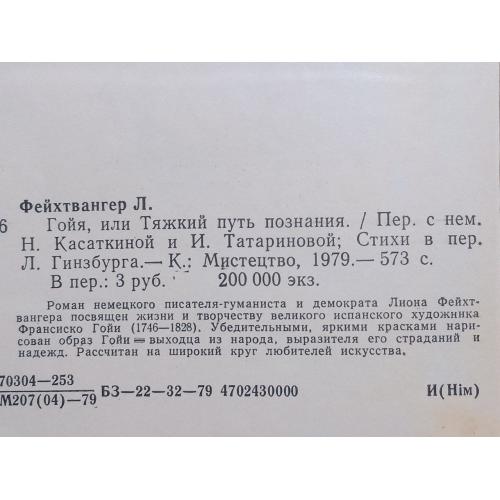 Фейхтвангер Л.
6 Гойя, или Тяжкий путь познания. / Пер. с нем.
Н. Касаткиной и И. Татариновой; Стихи в пер.
Л. Гинзбурга.— К.: Мистецтво, 1979.— 573 с.
В пер.: 3 руб. 200 000 экз.
Роман немецкого писателя-гуманиста и демократа Лиона Фейхт-
вангера посвящен жизни и творчеству великого испанского художника
Франсиско Гойи (1746—1828). Убедительными, яркими красками нари-
сован образ Гойи — выходца из народа, выразителя его страданий и
надежд. Рассчитан на широкий круг любителей искусства.
70304—253
М207(04)—79 БЗ—22—32—79 4702430000 И(Нім)